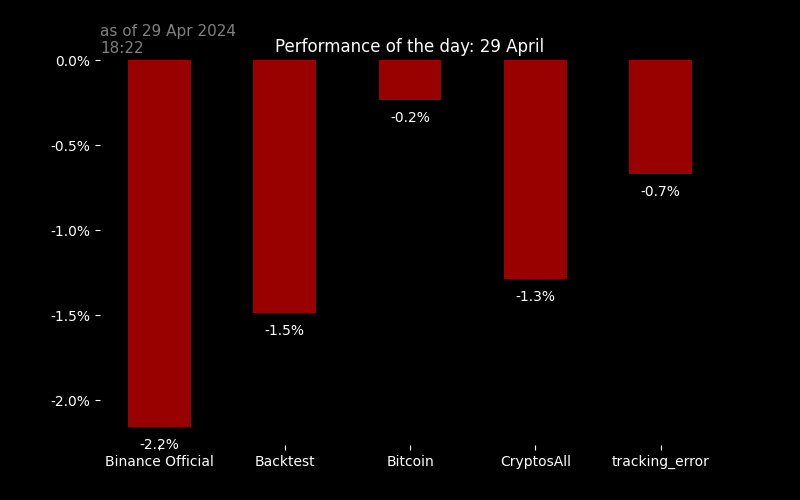 as of 29 Apr 2024
18:22
Performance of the day: 29 April
0.0%
-0.5%
-1.0%
-1.5%
-2.0%
-2.2%
-1.5%
-0.2%
-1.3%
-0.7%
Binance Official
Backtest
Bitcoin
CryptosAll
tracking_error